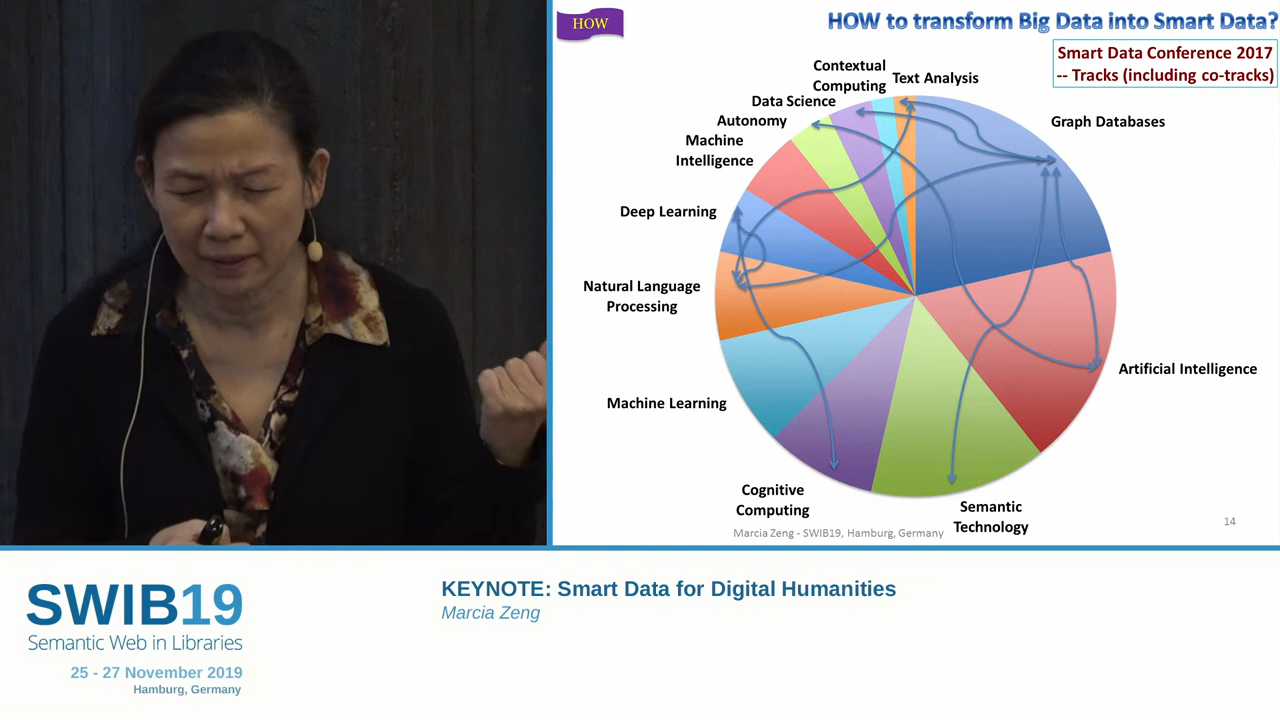 HOW
HOW to transform Big Data into Smart Data?
Smart Data Conference 2017
-- Tracks (including co-tracks)
Contextual
Computing
Text Analysis
Data Science
Autonomy
Machine
Intelligence
Graph Databases
Deep Learning
Natural Language
Processing
Artificial Intelligence
Machine Learning
Cognitive
Computing
Semantic
Technology
Marcia Zeng - SWIB19, Hamburg, Germany
14
SWIB19
Semantic Web in Libraries
25 - 27 November 2019
Hamburg, Germany
KEYNOTE: Smart Data for Digital Humanities
Marcia Zeng